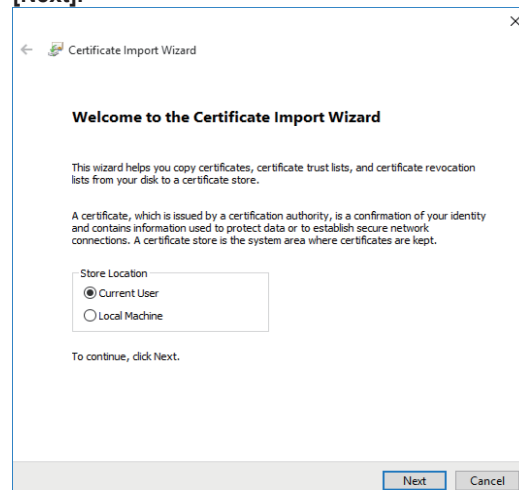 [Next].
Certificate Import Wizard
Welcome to the Certificate Import Wizard
This wizard helps you copy certificates, certificate trust lists, and certificate revocation
lists from your disk to a certificate store.
A certificate, which is issued by a certification authority, is a confirmation of your identity
and contains information used to protect data or to establish secure network
connections. A certificate store is the system area where certificates are kept.
Store Location
Current User
Local Machine
To continue, click Next.
Next Cancel